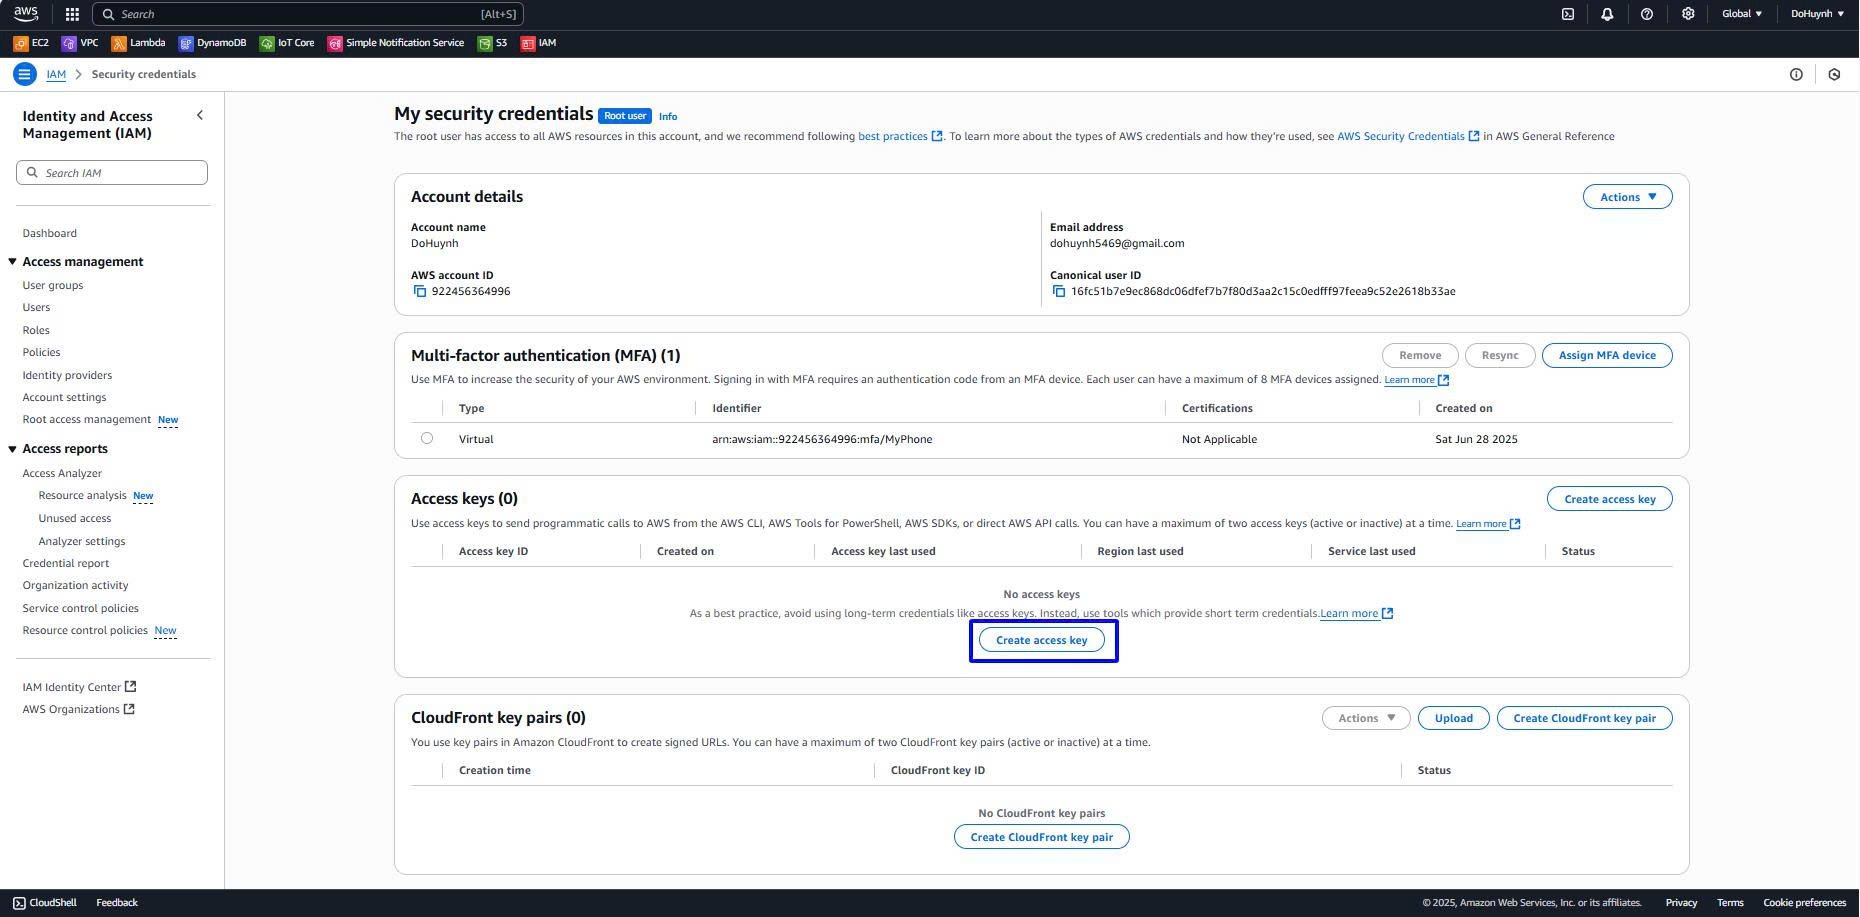 aws
Search [Alt+S]
Global ▼ DoHuynh ▼
EC2 VPC Lambda DynamoDB IoT Core Simple Notification Service S3 IAM
IAM > Security credentials
Identity and Access
Management (IAM)
Search IAM
Dashboard
Access management
User groups
Users
Roles
Policies
Identity providers
Account settings
Root access management New
Access reports
Access Analyzer
Resource analysis New
Unused access
Analyzer settings
Credential report
Organization activity
Service control policies
Resource control policies New
IAM Identity Center
AWS Organizations
My security credentials Root user Info
The root user has access to all AWS resources in this account, and we recommend following best practices. To learn more about the types of AWS credentials and how they're used, see AWS Security Credentials in AWS General Reference
Account details
Actions ▼
Account name
DoHuynh
Email address
dohuynh5469@gmail.com
AWS account ID
922456364996
Canonical user ID
16fc51b7e9ec868dc06dfef7b7f80d3aa2c15c0edfff97feea9c52e2618b33ae
Multi-factor authentication (MFA) (1)
Remove Resync Assign MFA device
Use MFA to increase the security of your AWS environment. Signing in with MFA requires an authentication code from an MFA device. Each user can have a maximum of 8 MFA devices assigned. Learn more
Type Identifier Certifications Created on
Virtual arn:aws:iam::922456364996:mfa/MyPhone Not Applicable Sat Jun 28 2025
Access keys (0)
Create access key
Use access keys to send programmatic calls to AWS from the AWS CLI, AWS Tools for PowerShell, AWS SDKs, or direct AWS API calls. You can have a maximum of two access keys (active or inactive) at a time. Learn more
Access key ID Created on Access key last used Region last used Service last used Status
No access keys
As a best practice, avoid using long-term credentials like access keys. Instead, use tools which provide short term credentials. Learn more
Create access key
CloudFront key pairs (0)
Actions ▼ Upload Create CloudFront key pair
You use key pairs in Amazon CloudFront to create signed URLs. You can have a maximum of two CloudFront key pairs (active or inactive) at a time.
Creation time CloudFront key ID Status
No CloudFront key pairs
Create CloudFront key pair
CloudShell Feedback
© 2025, Amazon Web Services, Inc. or its affiliates. Privacy Terms Cookie preferences